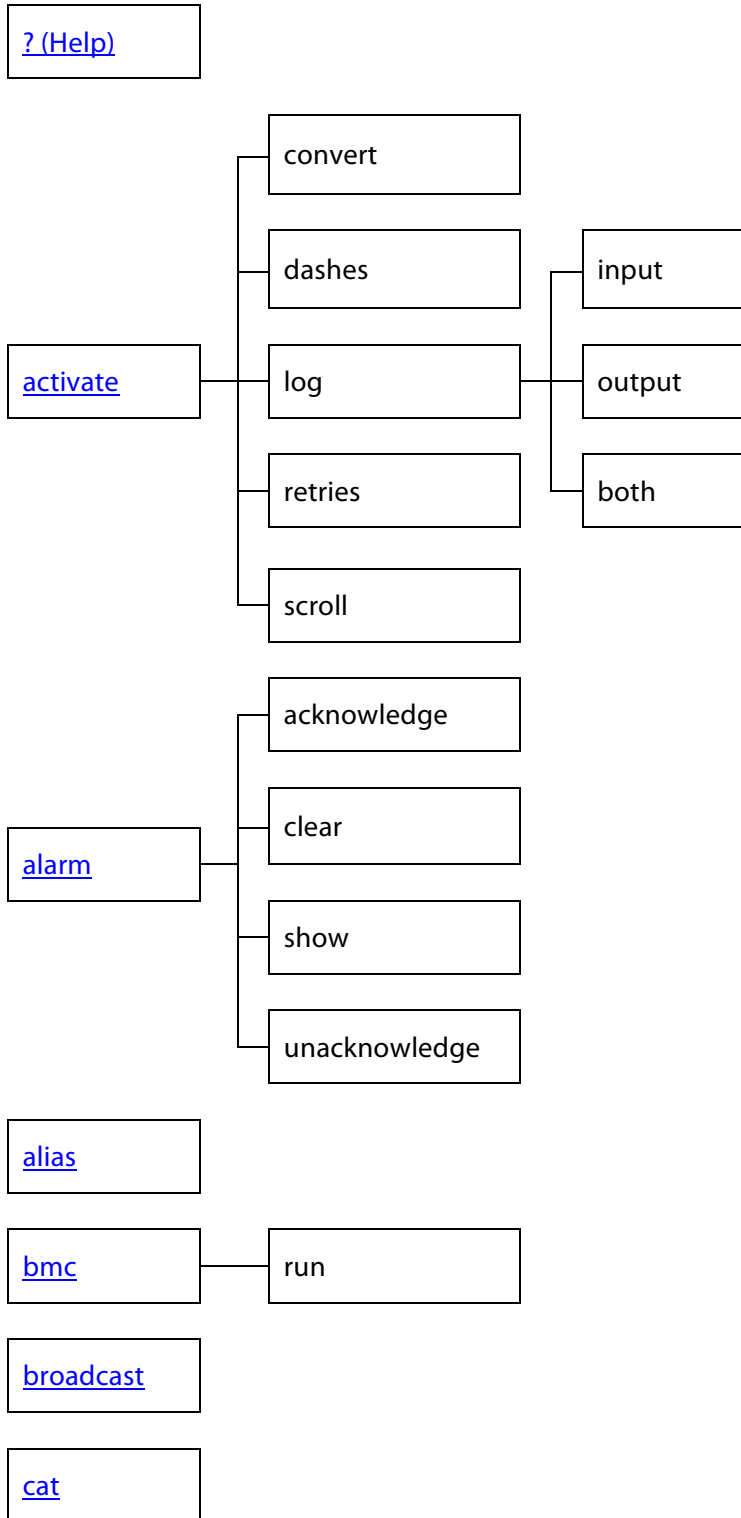 ? (Help)
activate
convert
dashes
log
input
output
both
retries
scroll
alarm
acknowledge
clear
show
unacknowledge
alias
bmc
run
broadcast
cat